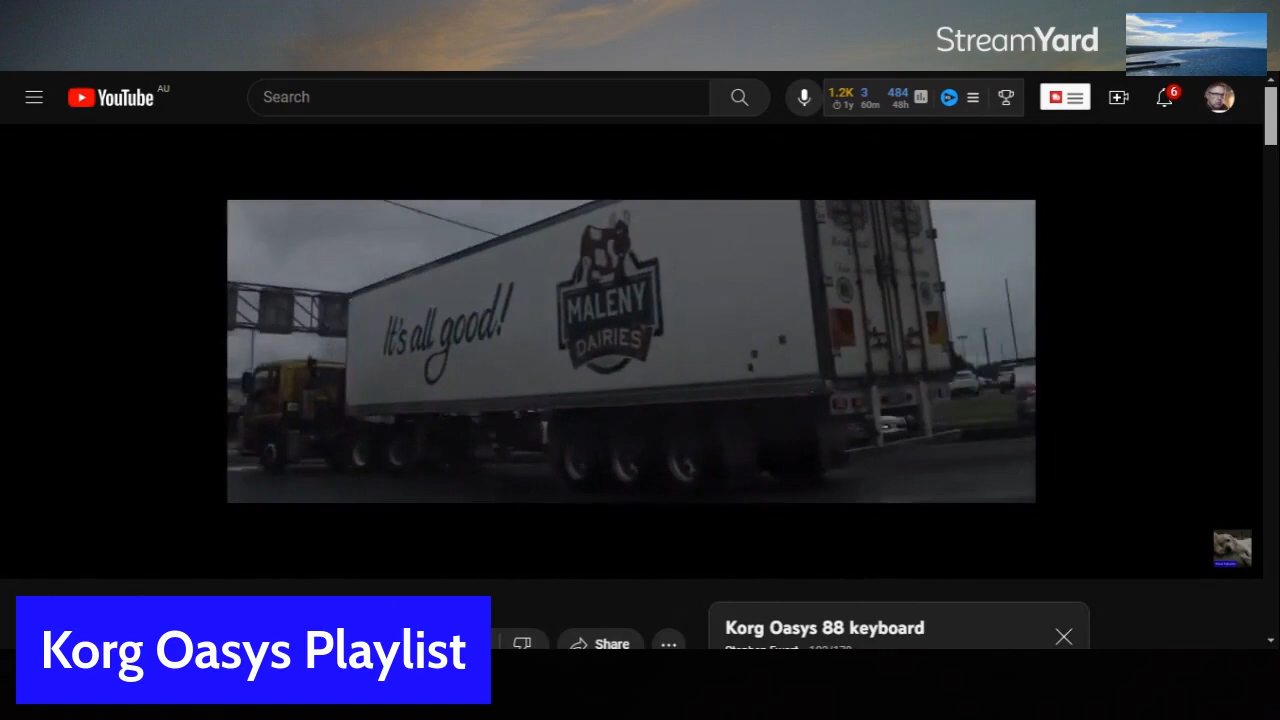 StreamYard
YouTube AU
Search
1.2K 3 484
1y 60m 48h
6
It's all good!
MALENY
DAIRIES
Korg Oasys Playlist
Share
Korg Oasys 88 keyboard